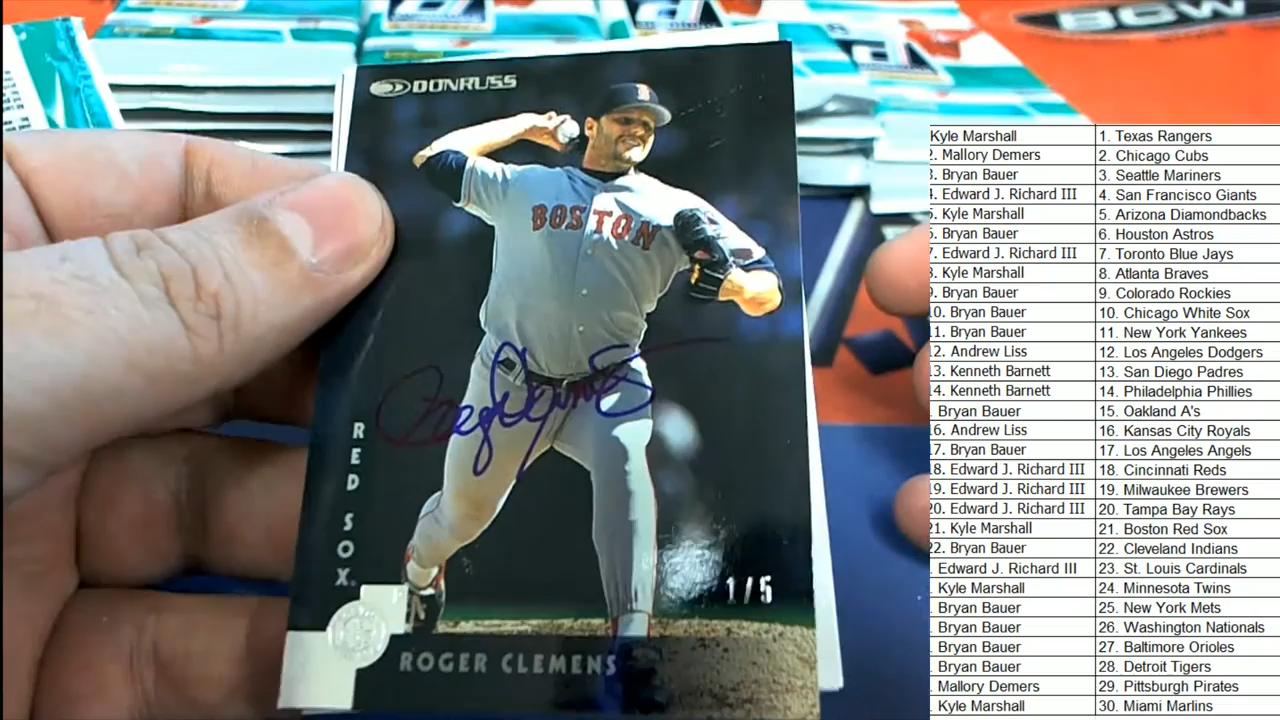 BCW
DONRUSS
B
BOSTON
Roger Clemens
RED SOX
1/5
ROGER CLEMENS
Kyle Marshall 1. Texas Rangers
2. Mallory Demers 2. Chicago Cubs
3. Bryan Bauer 3. Seattle Mariners
4. Edward J. Richard III 4. San Francisco Giants
5. Kyle Marshall 5. Arizona Diamondbacks
6. Bryan Bauer 6. Houston Astros
7. Edward J. Richard III 7. Toronto Blue Jays
8. Kyle Marshall 8. Atlanta Braves
9. Bryan Bauer 9. Colorado Rockies
10. Bryan Bauer 10. Chicago White Sox
11. Bryan Bauer 11. New York Yankees
12. Andrew Liss 12. Los Angeles Dodgers
13. Kenneth Barnett 13. San Diego Padres
14. Kenneth Barnett 14. Philadelphia Phillies
Bryan Bauer 15. Oakland A's
16. Andrew Liss 16. Kansas City Royals
17. Bryan Bauer 17. Los Angeles Angels
18. Edward J. Richard III 18. Cincinnati Reds
19. Edward J. Richard III 19. Milwaukee Brewers
20. Edward J. Richard III 20. Tampa Bay Rays
21. Kyle Marshall 21. Boston Red Sox
22. Bryan Bauer 22. Cleveland Indians
Edward J. Richard III 23. St. Louis Cardinals
. Kyle Marshall 24. Minnesota Twins
. Bryan Bauer 25. New York Mets
. Bryan Bauer 26. Washington Nationals
. Bryan Bauer 27. Baltimore Orioles
. Bryan Bauer 28. Detroit Tigers
. Mallory Demers 29. Pittsburgh Pirates
. Kyle Marshall 30. Miami Marlins